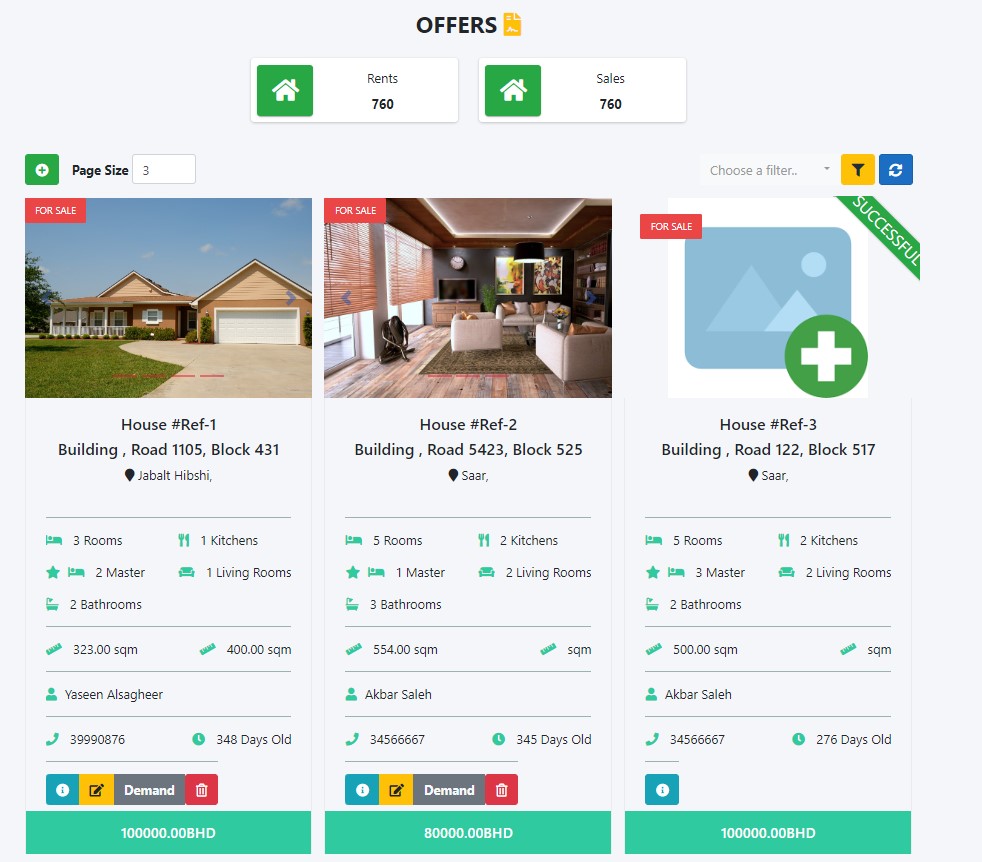 OFFERS
Rents
760
Sales
760
Page Size 3
Choose a filter..
FOR SALE
House #Ref-1
Building , Road 1105, Block 431
Jabalt Hibshi,
3 Rooms 1 Kitchens
2 Master 1 Living Rooms
2 Bathrooms
323.00 sqm 400.00 sqm
Yaseen Alsagheer
39990876 348 Days Old
Demand
100000.00BHD
FOR SALE
House #Ref-2
Building , Road 5423, Block 525
Saar,
5 Rooms 2 Kitchens
1 Master 2 Living Rooms
3 Bathrooms
554.00 sqm sqm
Akbar Saleh
34566667 345 Days Old
Demand
80000.00BHD
FOR SALE
SUCCESSFUL
House #Ref-3
Building , Road 122, Block 517
Saar,
5 Rooms 2 Kitchens
3 Master 2 Living Rooms
2 Bathrooms
500.00 sqm sqm
Akbar Saleh
34566667 276 Days Old
100000.00BHD